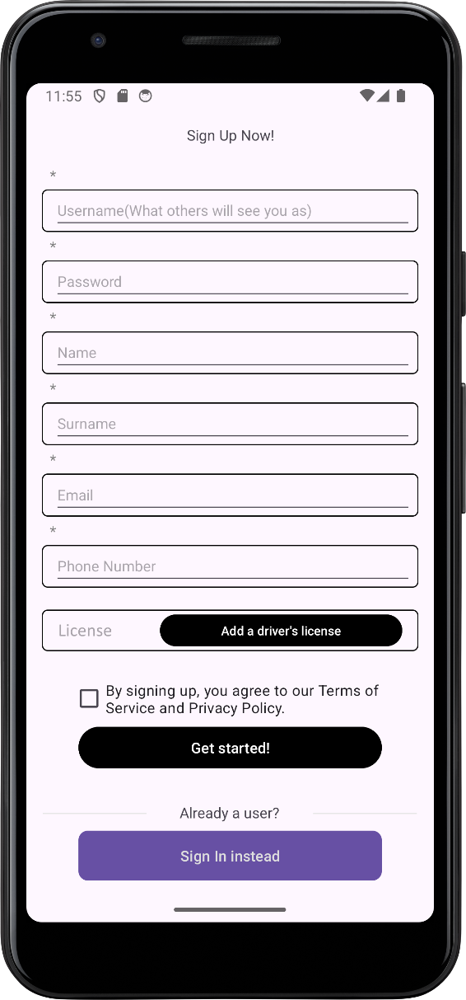 11:55
Sign Up Now!
*
Username(What others will see you as)
*
Password
*
Name
*
Surname
*
Email
*
Phone Number
License Add a driver's license
By signing up, you agree to our Terms of
Service and Privacy Policy.
Get started!
Already a user?
Sign In instead